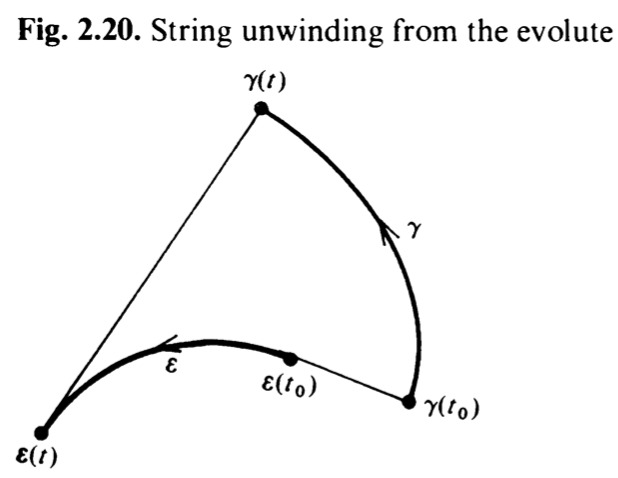 Fig. 2.20. String unwinding from the evolute
γ(t)
γ
ε
ε(t₀)
γ(t₀)
ε(t)